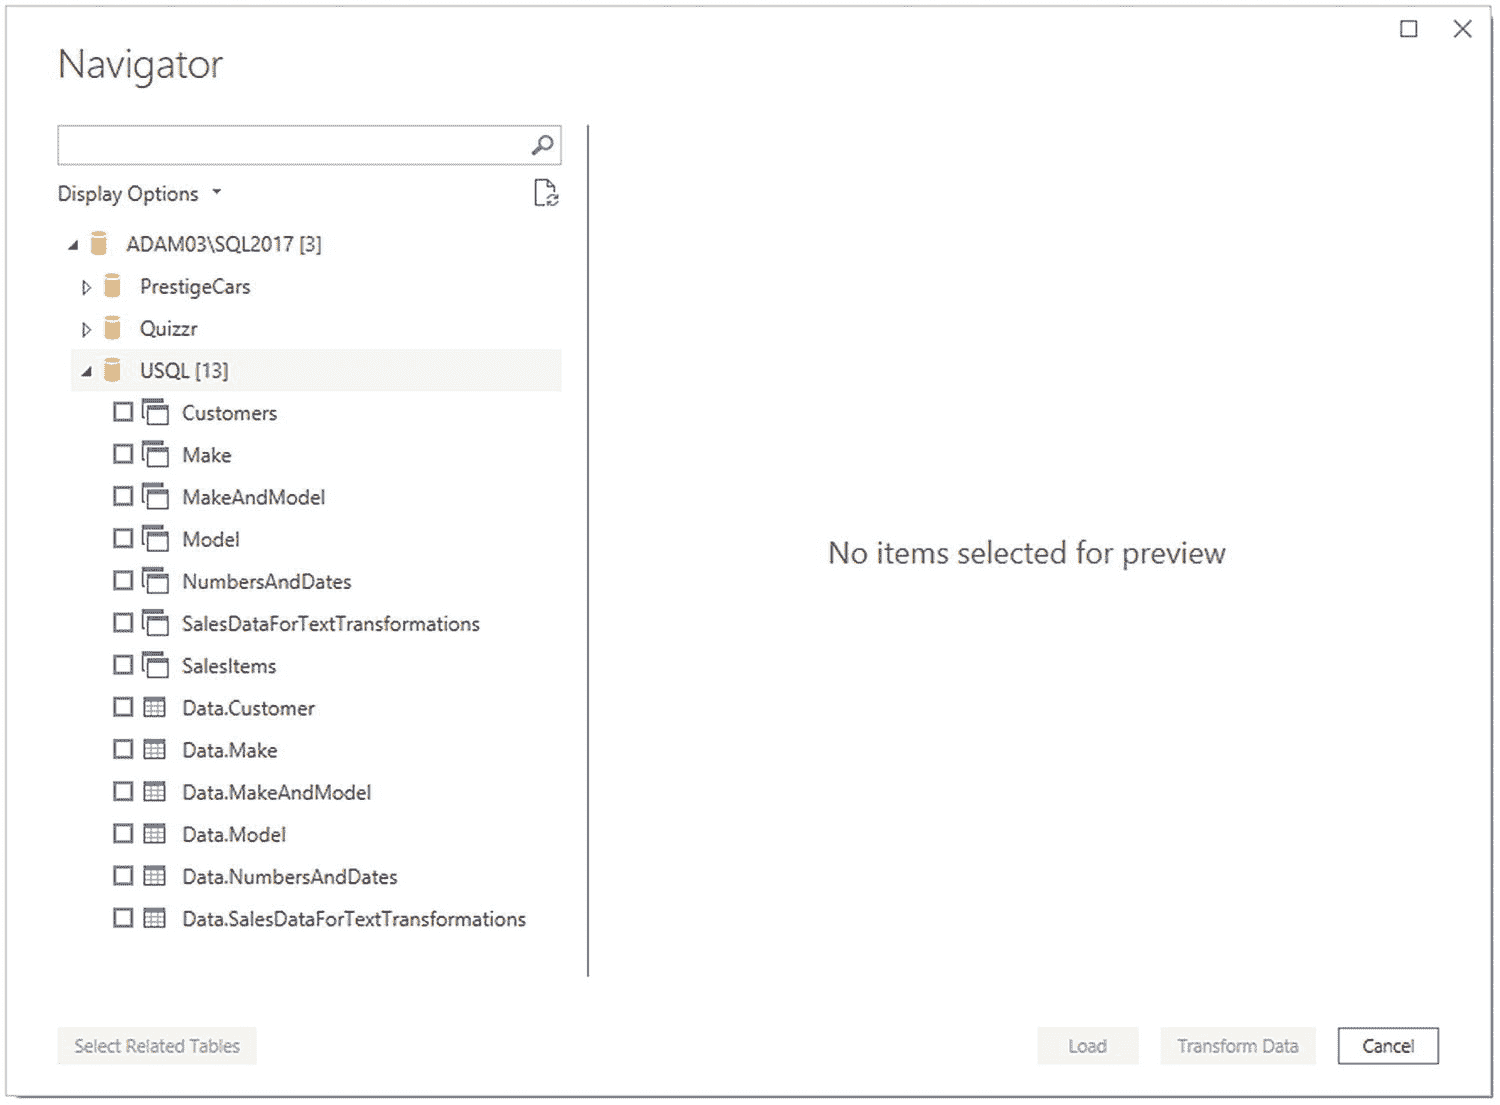 Navigator
Display Options
ADAM03\SQL2017 [3]
PrestigeCars
Quizzr
USQL [13]
Customers
Make
MakeAndModel
Model
NumbersAndDates
SalesDataForTextTransformations
SalesItems
Data.Customer
Data.Make
Data.MakeAndModel
Data.Model
Data.NumbersAndDates
Data.SalesDataForTextTransformations
No items selected for preview
Select Related Tables
Load
Transform Data
Cancel